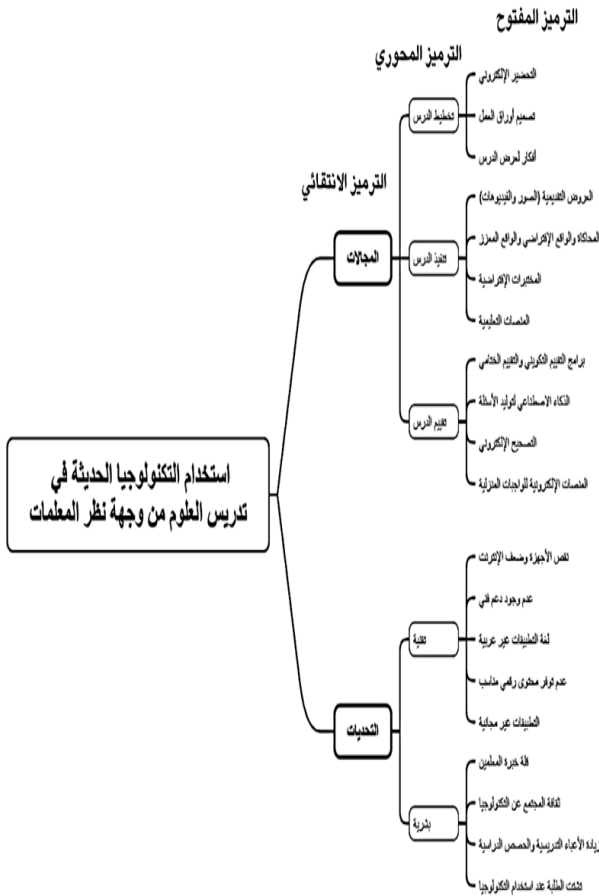 الترميز المفتوح
الترميز المحوري
الترميز الانتقائي
استخدام التكنولوجيا الحديثة في
تدريس العلوم من وجهة نظر المعلمات
المجالات
تخطيط الدرس
التحضير الإلكتروني
تصميم أوراق العمل
أفكار لعرض الدرس
تنفيذ الدرس
العروض التقديمية (الصور والفيديوهات)
المحاكاة والواقع الإفتراضي والواقع المعزز
المختبرات الإفتراضية
المنصات التعليمية
تقييم الدرس
برامج التقييم التكويني والتقييم الختامي
الذكاء الاصطناعي لتوليد الأسئلة
التصحيح الإلكتروني
المنصات الإلكترونية للواجبات المنزلية
التحديات
تقنية
نقص الأجهزة وضعف الإنترنت
عدم وجود دعم فني
لغة التطبيقات غير عربية
عدم توفر محتوى رقمي مناسب
التطبيقات غير مجانية
بشرية
قلة خبرة المعلمين
ثقافة المجتمع عن التكنولوجيا
زيادة الأعباء التدريسية والحصص الدراسية
تشتت الطلبة عند استخدام التكنولوجيا